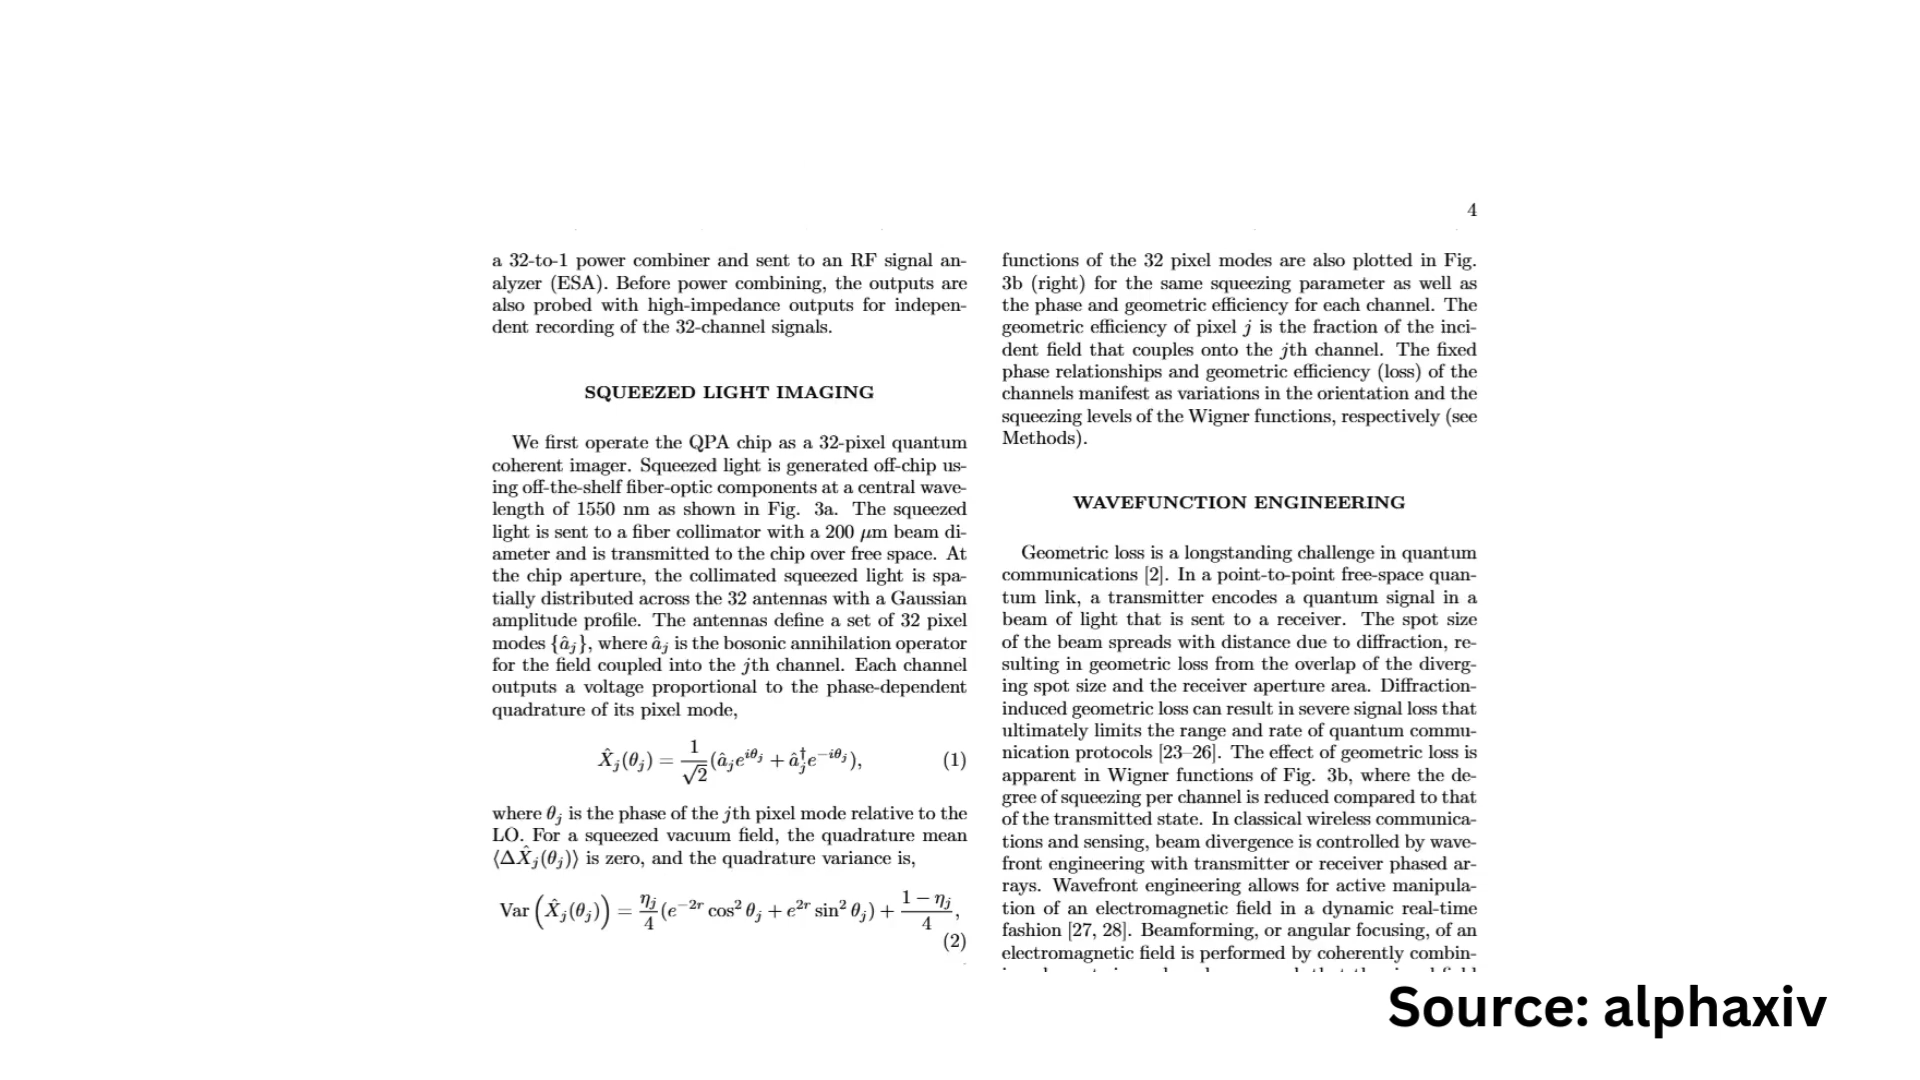 4
a 32-to-1 power combiner and sent to an RF signal an-
alyzer (ESA). Before power combining, the outputs are
also probed with high-impedance outputs for indepen-
dent recording of the 32-channel signals.
SQUEEZED LIGHT IMAGING
We first operate the QPA chip as a 32-pixel quantum
coherent imager. Squeezed light is generated off-chip us-
ing off-the-shelf fiber-optic components at a central wave-
length of 1550 nm as shown in Fig. 3a. The squeezed
light is sent to a fiber collimator with a 200 μm beam di-
ameter and is transmitted to the chip over free space. At
the chip aperture, the collimated squeezed light is spa-
tially distributed across the 32 antennas with a Gaussian
amplitude profile. The antennas define a set of 32 pixel
modes {âⱼ}, where âⱼ is the bosonic annihilation operator
for the field coupled into the jth channel. Each channel
outputs a voltage proportional to the phase-dependent
quadrature of its pixel mode,
X̂ⱼ(θⱼ) = 1/√2 (âⱼe^{iθⱼ} + âⱼ†e^{−iθⱼ}), (1)
where θⱼ is the phase of the jth pixel mode relative to the
LO. For a squeezed vacuum field, the quadrature mean
⟨ΔX̂ⱼ(θⱼ)⟩ is zero, and the quadrature variance is,
Var (X̂ⱼ(θⱼ)) = ηⱼ/4 (e^{−2r} cos² θⱼ + e^{2r} sin² θⱼ) + (1 − ηⱼ)/4,
(2)
functions of the 32 pixel modes are also plotted in Fig.
3b (right) for the same squeezing parameter as well as
the phase and geometric efficiency for each channel. The
geometric efficiency of pixel j is the fraction of the inci-
dent field that couples onto the jth channel. The fixed
phase relationships and geometric efficiency (loss) of the
channels manifest as variations in the orientation and the
squeezing levels of the Wigner functions, respectively (see
Methods).
WAVEFUNCTION ENGINEERING
Geometric loss is a longstanding challenge in quantum
communications [2]. In a point-to-point free-space quan-
tum link, a transmitter encodes a quantum signal in a
beam of light that is sent to a receiver. The spot size
of the beam spreads with distance due to diffraction, re-
sulting in geometric loss from the overlap of the diverg-
ing spot size and the receiver aperture area. Diffraction-
induced geometric loss can result in severe signal loss that
ultimately limits the range and rate of quantum commu-
nication protocols [23–26]. The effect of geometric loss is
apparent in Wigner functions of Fig. 3b, where the de-
gree of squeezing per channel is reduced compared to that
of the transmitted state. In classical wireless communica-
tions and sensing, beam divergence is controlled by wave-
front engineering with transmitter or receiver phased ar-
rays. Wavefront engineering allows for active manipula-
tion of an electromagnetic field in a dynamic real-time
fashion [27, 28]. Beamforming, or angular focusing, of an
electromagnetic field is performed by coherently combin-
Source: alphaxiv